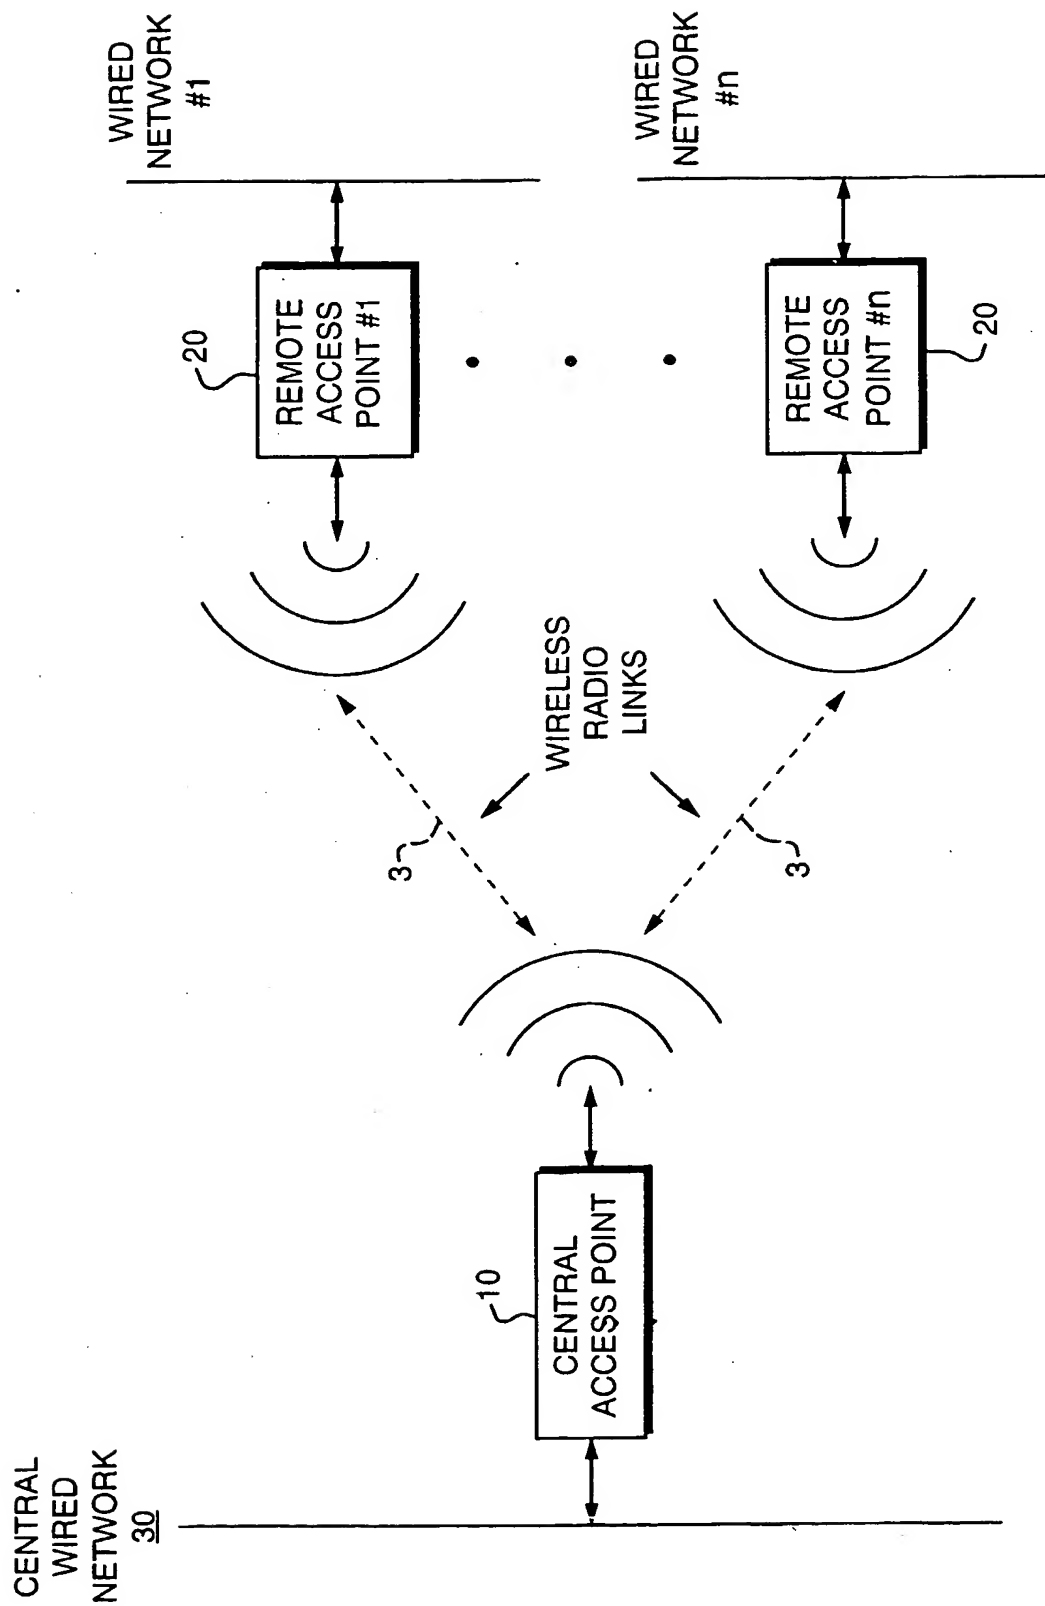 CENTRAL
WIRED
NETWORK
30
10
CENTRAL
ACCESS POINT
3
3
WIRELESS
RADIO
LINKS
20
REMOTE
ACCESS
POINT #1
WIRED
NETWORK
#1
REMOTE
ACCESS
POINT #n
20
WIRED
NETWORK
#n